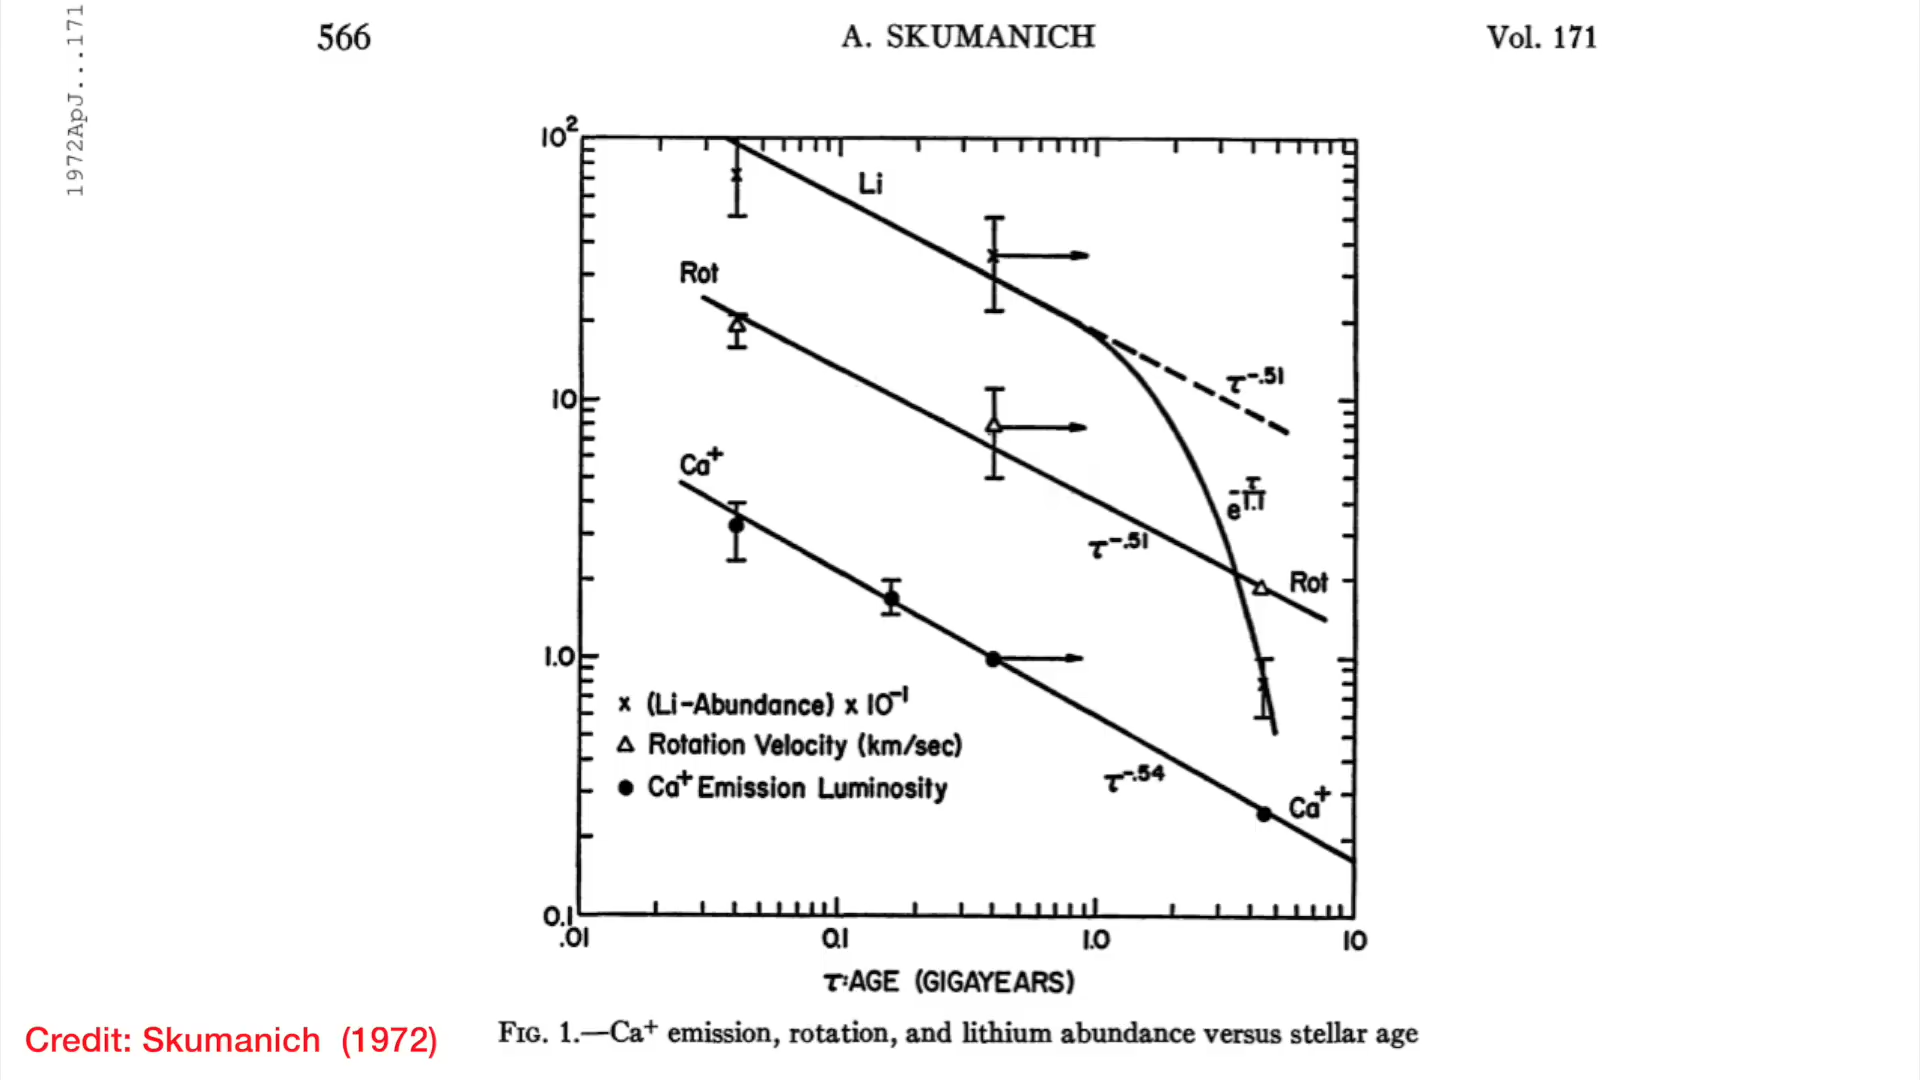 566
A. SKUMANICH
Vol. 171
1972ApJ...171
10²
Li
Rot
τ⁻·⁵¹
10
Ca⁺
e^-τ/1.1
τ⁻·⁵¹
Rot
1.0
x (Li-Abundance) x 10⁻¹
△ Rotation Velocity (km/sec)
● Ca⁺ Emission Luminosity
τ⁻·⁵⁴
Ca⁺
0.1
.01
0.1
1.0
10
τ:AGE (GIGAYEARS)
Credit: Skumanich (1972)
FIG. 1.—Ca⁺ emission, rotation, and lithium abundance versus stellar age